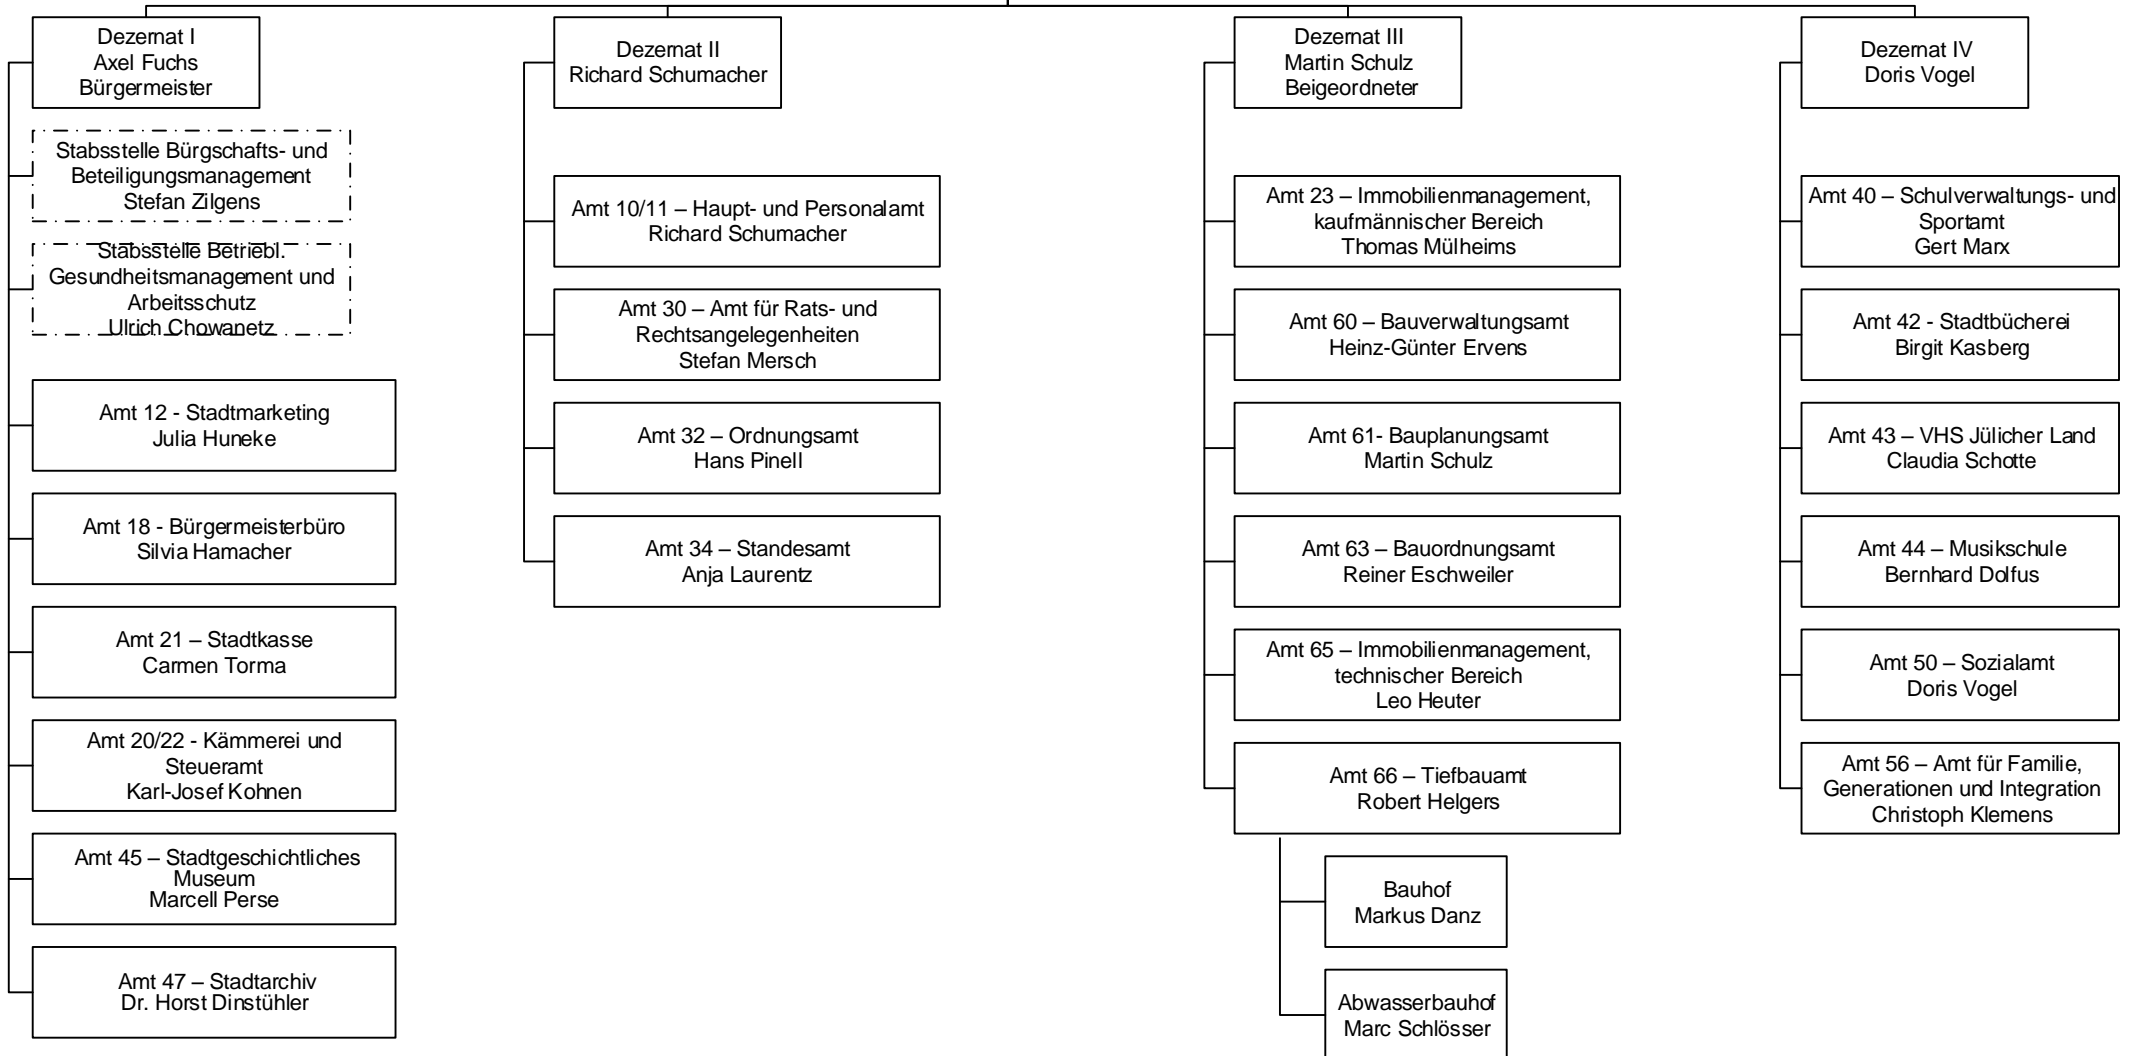 Dezernat I
Axel Fuchs
Bürgermeister
Stabsstelle Bürgschafts- und
Beteiligungsmanagement
Stefan Zilgens
Stabsstelle Betriebl.
Gesundheitsmanagement und
Arbeitsschutz
Ulrich Chowanetz
Amt 12 - Stadtmarketing
Julia Huneke
Amt 18 - Bürgermeisterbüro
Silvia Hamacher
Amt 21 – Stadtkasse
Carmen Torma
Amt 20/22 - Kämmerei und
Steueramt
Karl-Josef Kohnen
Amt 45 – Stadtgeschichtliches
Museum
Marcell Perse
Amt 47 – Stadtarchiv
Dr. Horst Dinstühler
Dezernat II
Richard Schumacher
Amt 10/11 – Haupt- und Personalamt
Richard Schumacher
Amt 30 – Amt für Rats- und
Rechtsangelegenheiten
Stefan Mersch
Amt 32 – Ordnungsamt
Hans Pinell
Amt 34 – Standesamt
Anja Laurentz
Dezernat III
Martin Schulz
Beigeordneter
Amt 23 – Immobilienmanagement,
kaufmännischer Bereich
Thomas Mülheims
Amt 60 – Bauverwaltungsamt
Heinz-Günter Ervens
Amt 61- Bauplanungsamt
Martin Schulz
Amt 63 – Bauordnungsamt
Reiner Eschweiler
Amt 65 – Immobilienmanagement,
technischer Bereich
Leo Heuter
Amt 66 – Tiefbauamt
Robert Helgers
Bauhof
Markus Danz
Abwasserbauhof
Marc Schlösser
Dezernat IV
Doris Vogel
Amt 40 – Schulverwaltungs- und
Sportamt
Gert Marx
Amt 42 - Stadtbücherei
Birgit Kasberg
Amt 43 – VHS Jülicher Land
Claudia Schotte
Amt 44 – Musikschule
Bernhard Dolfus
Amt 50 – Sozialamt
Doris Vogel
Amt 56 – Amt für Familie,
Generationen und Integration
Christoph Klemens